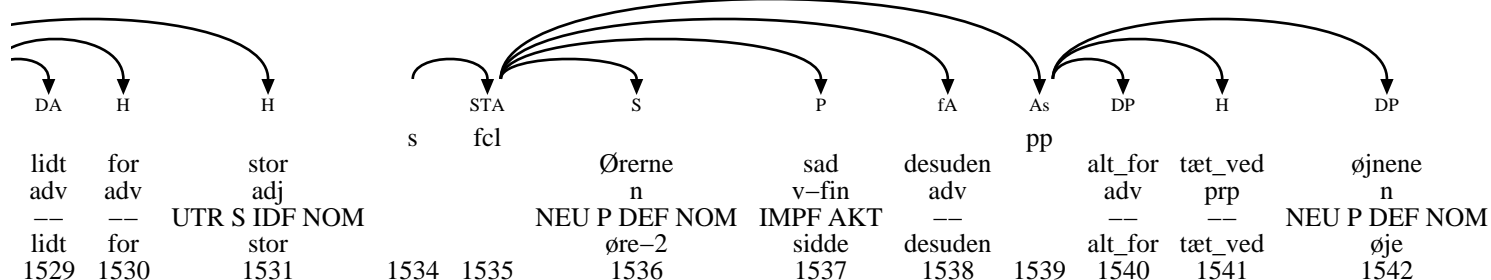 DA H H STA S P fA As DP H DP
s fcl pp
lidt for stor Ørerne sad desuden alt_for tæt_ved øjnene
adv adv adj n v−fin adv adv prp n
−− −− UTR S IDF NOM NEU P DEF NOM IMPF AKT −− −− −− NEU P DEF NOM
lidt for stor øre−2 sidde desuden alt_for tæt_ved øje
1529 1530 1531 1534 1535 1536 1537 1538 1539 1540 1541 1542